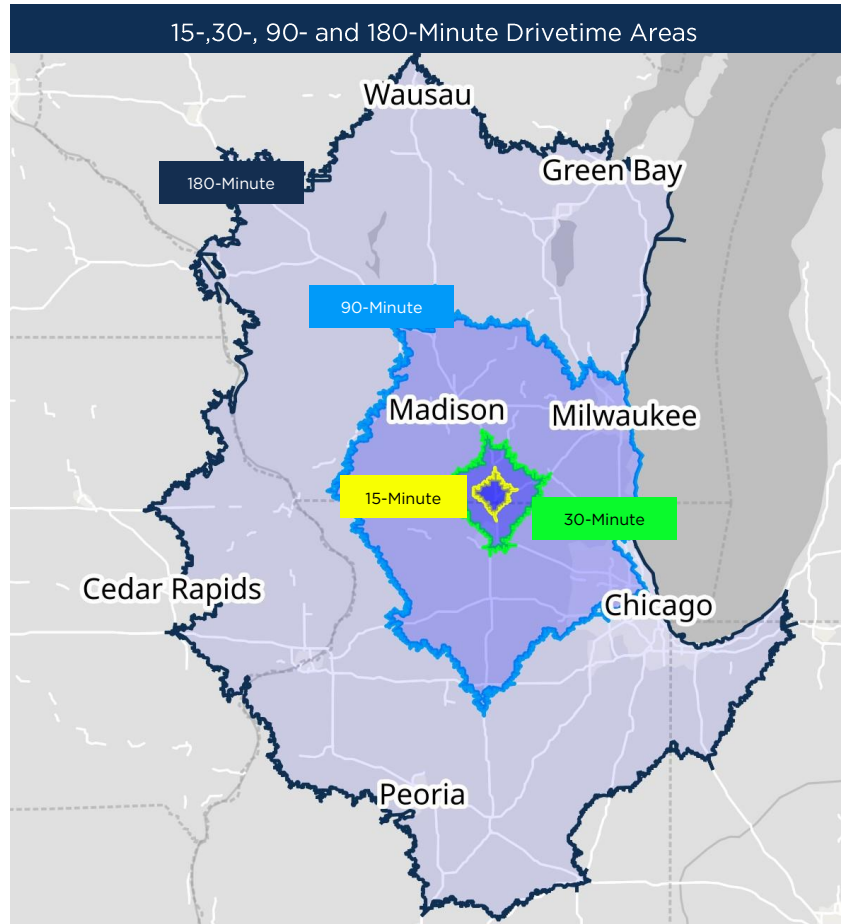 15-,30-, 90- and 180-Minute Drivetime Areas
Wausau
Green Bay
180-Minute
90-Minute
Madison
Milwaukee
15-Minute
30-Minute
Cedar Rapids
Chicago
Peoria